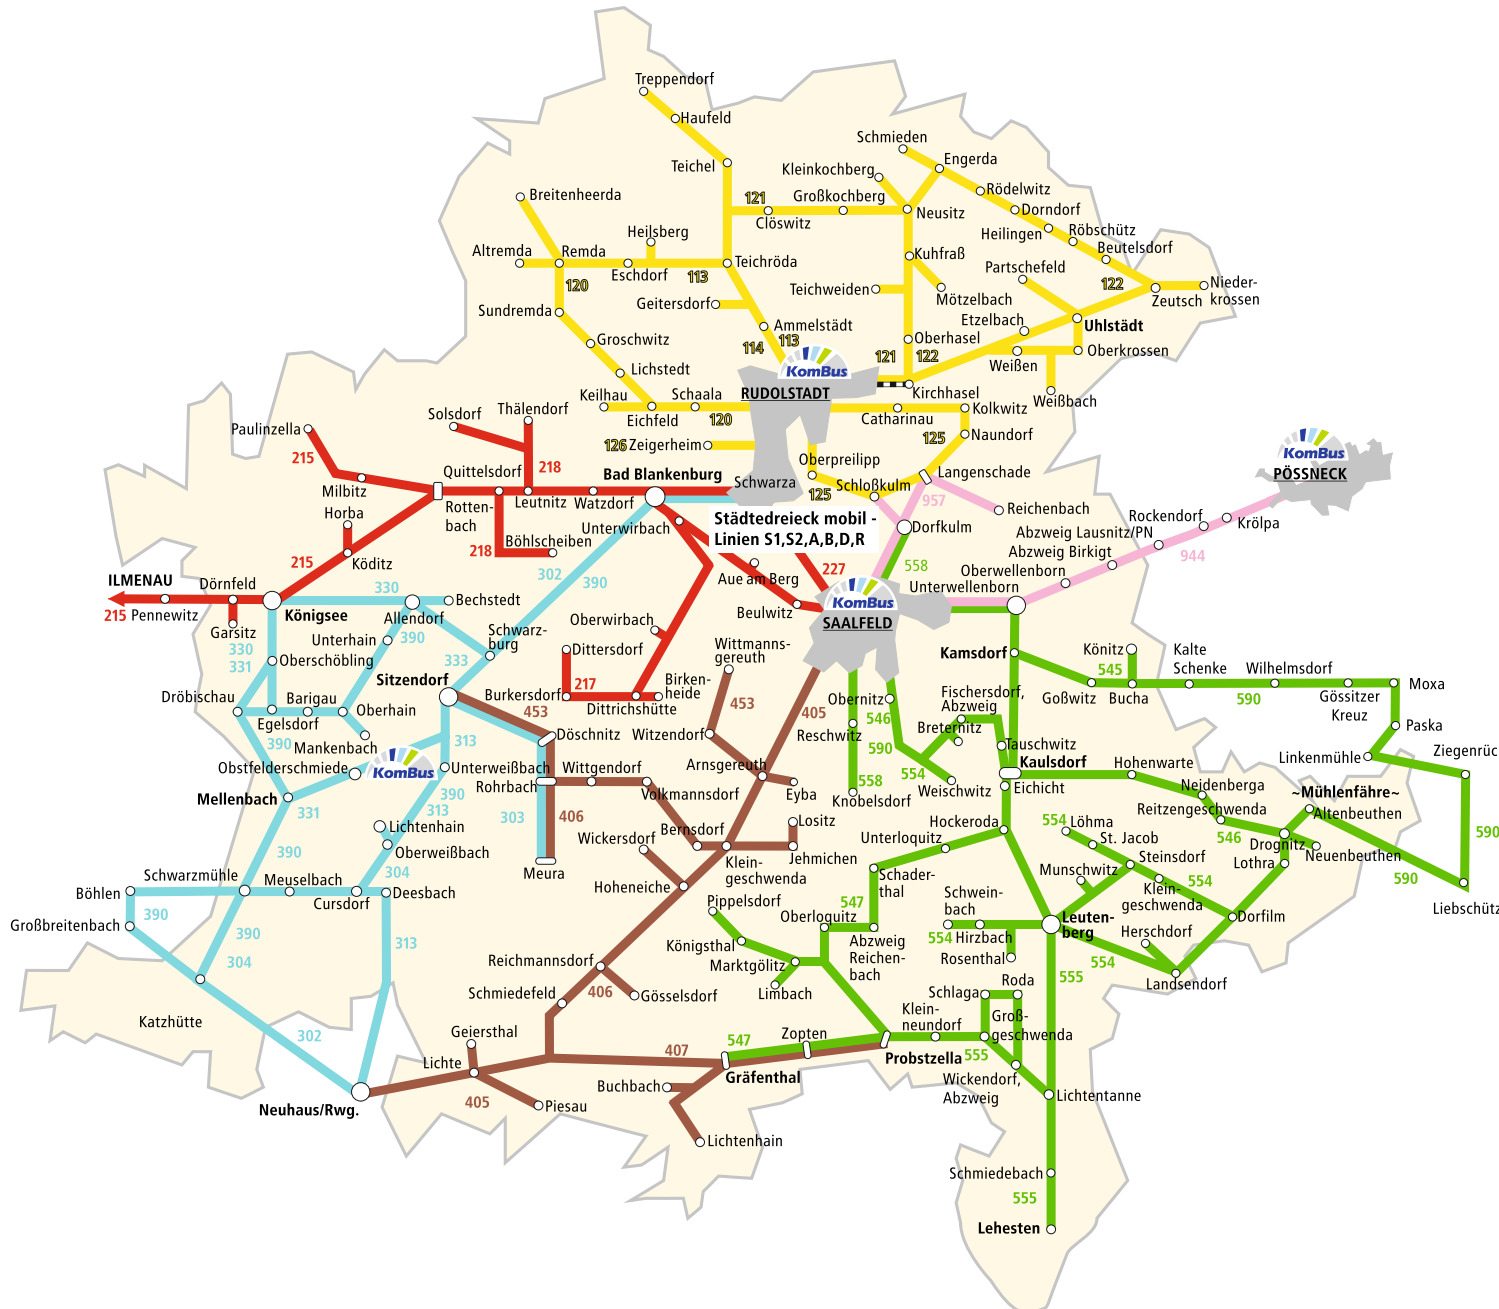 Treppendorf
Haufeld
Teichel
Schmieden
Engerda
Kleinkochberg
Rödelwitz
Großkochberg
121
Neusitz
Dorndorf
Clöswitz
Breitenheerda
Heilingen
Röbschütz
Beutelsdorf
Heilsberg
Altremda
Remda
Eschdorf
113
Teichröda
Kuhfraß
Partschefeld
122
Nieder-
krossen
Zeutsch
120
Teichweiden
Mötzelbach
Geitersdorf
Sundremda
Etzelbach
Uhlstädt
Ammelstädt
Groschwitz
114
113
Oberhasel
121
122
Weißen
Oberkrossen
KomBus
Lichstedt
RUDOLSTADT
Kirchhasel
Weißbach
Keilhau
Schaala
Eichfeld
120
Catharinau
Kolkwitz
Solsdorf
Thälendorf
Paulinzella
126 Zeigerheim
125
Naundorf
KomBus
PÖSSNECK
215
Quittelsdorf
218
Bad Blankenburg
Oberpreilipp
Langenschade
Milbitz
Schwarza
Schloßkulm
125
957
Rotten-
bach
Leutnitz
Watzdorf
Horba
Unterwirbach
Städtedreieck mobil -
Linien S1,S2,A,B,D,R
Reichenbach
Dorfkulm
Rockendorf
Krölpa
Abzweig Lausnitz/PN
Abzweig Birkigt
944
218
Böhlscheiben
215
Köditz
302
390
227
558
Oberwellenborn
ILMENAU
Dörnfeld
330
Aue am Berg
Unterwellenborn
KomBus
215 Pennewitz
Königsee
Allendorf
Bechstedt
Beulwitz
SAALFELD
Garsitz
330
331
Unterhain
390
Schwarz-
burg
Oberwirbach
Wittmanns-
gereuth
Oberschöbling
333
Dittersdorf
Kamsdorf
Könitz
Kalte
Schenke
Wilhelmsdorf
545
Dröbischau
Barigau
Sitzendorf
217
Birken-
heide
Burkersdorf
Dittrichshütte
Goßwitz
Bucha
590
Gössitzer
Kreuz
Moxa
Egelsdorf
Oberhain
453
453
405
Obernitz
546
Fischersdorf,
Abzweig
Breternitz
Paska
390
Mankenbach
313
Döschnitz
Witzendorf
Reschwitz
590
Tauschwitz
Ziegenrüc
Obstfelderschmiede
KomBus
Unterweißbach
Rohrbach
Wittgendorf
Arnsgereuth
554
Kaulsdorf
Hohenwarte
Linkenmühle
Mellenbach
390
Volkmannsdorf
Eyba
558
Knobelsdorf
Weischwitz
Eichicht
Neidenberga
~Mühlenfähre~
331
313
303
406
Reitzengeschwenda
Altenbeuthen
Lichtenhain
Wickersdorf
Bernsdorf
Lositz
Hockeroda
554
Löhma
546
590
390
Oberweißbach
Unterloquitz
St. Jacob
Drognitz
Neuenbeuthen
304
Meura
Klein-
geschwenda
Jehmichen
Steinsdorf
Lothra
Schwarzmühle
Meuselbach
Hoheneiche
Schader-
thal
Munschwitz
554
590
Böhlen
Cursdorf
Deesbach
Pippelsdorf
547
Schwein-
bach
Klein-
geschwenda
Liebschütz
390
Oberloquitz
Leuten-
berg
Dorfilm
Großbreitenbach
390
313
Königsthal
Abzweig
Reichen-
bach
554
Hirzbach
Herschdorf
304
Reichmannsdorf
Marktgölitz
Rosenthal
555
554
406
Limbach
Roda
Landsendorf
Schmiedefeld
Gösselsdorf
Schlaga
Katzhütte
302
Geiersthal
Klein-
neundorf
Groß-
geschwenda
547
Zopten
Lichte
407
Probstzella
555
Gräfenthal
Buchbach
Wickendorf,
Abzweig
Lichtentanne
Neuhaus/Rwg.
405
Piesau
Lichtenhain
Schmiedebach
555
Lehesten